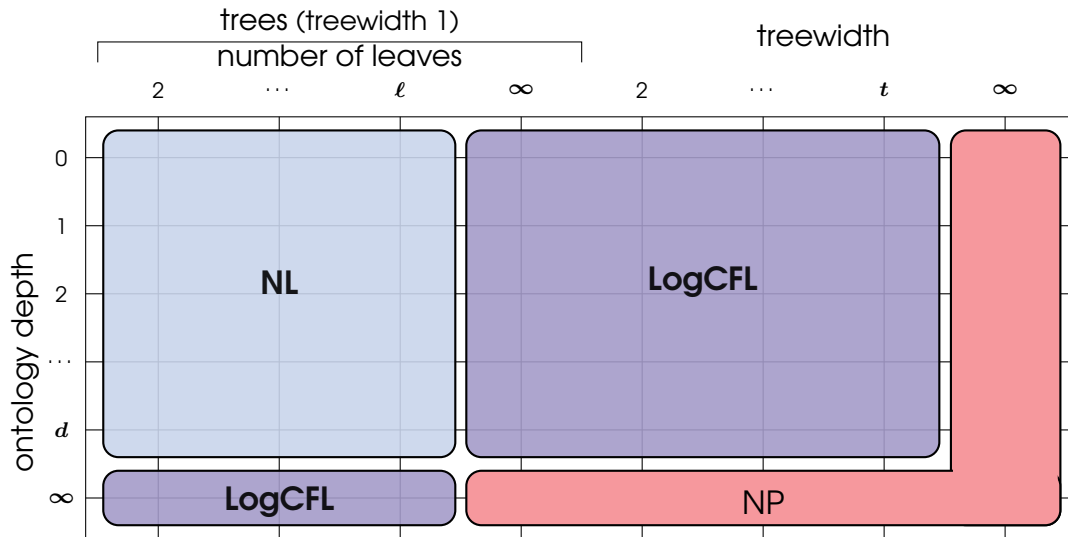 trees (treewidth 1)
number of leaves
treewidth
2 ⋯ ℓ ∞ 2 ⋯ t ∞
ontology depth
0
1
2
⋯
d
∞
NL
LogCFL
LogCFL
NP